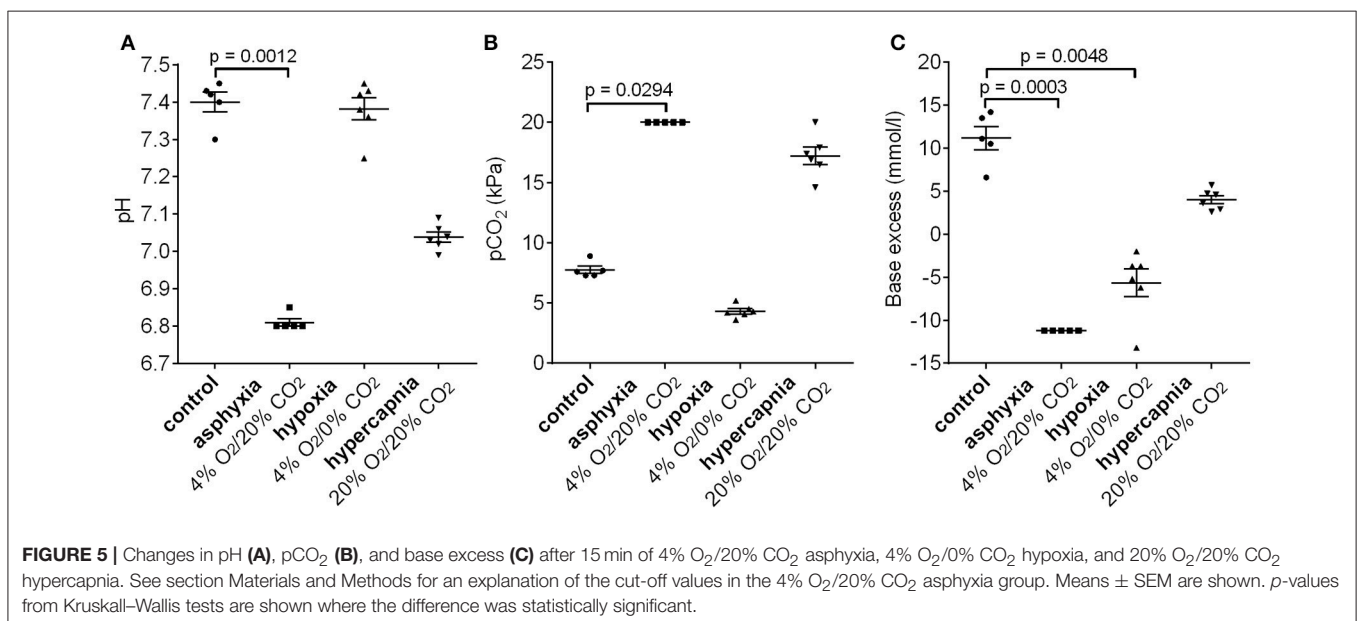 A
p = 0.0012
7.5
7.4
7.3
7.2
7.1
7.0
6.9
6.8
6.7
pH
control
asphyxia
4% O2/20% CO2
hypoxia
4% O2/0% CO2
hypercapnia
20% O2/20% CO2
B
p = 0.0294
25
20
15
10
5
0
pCO2 (kPa)
control
asphyxia
4% O2/20% CO2
hypoxia
4% O2/0% CO2
hypercapnia
20% O2/20% CO2
C
p = 0.0048
p = 0.0003
20
15
10
5
0
-5
-10
-15
Base excess (mmol/l)
control
asphyxia
4% O2/20% CO2
hypoxia
4% O2/0% CO2
hypercapnia
20% O2/20% CO2
FIGURE 5 | Changes in pH (A), pCO2 (B), and base excess (C) after 15 min of 4% O2/20% CO2 asphyxia, 4% O2/0% CO2 hypoxia, and 20% O2/20% CO2
hypercapnia. See section Materials and Methods for an explanation of the cut-off values in the 4% O2/20% CO2 asphyxia group. Means ± SEM are shown. p-values
from Kruskall–Wallis tests are shown where the difference was statistically significant.